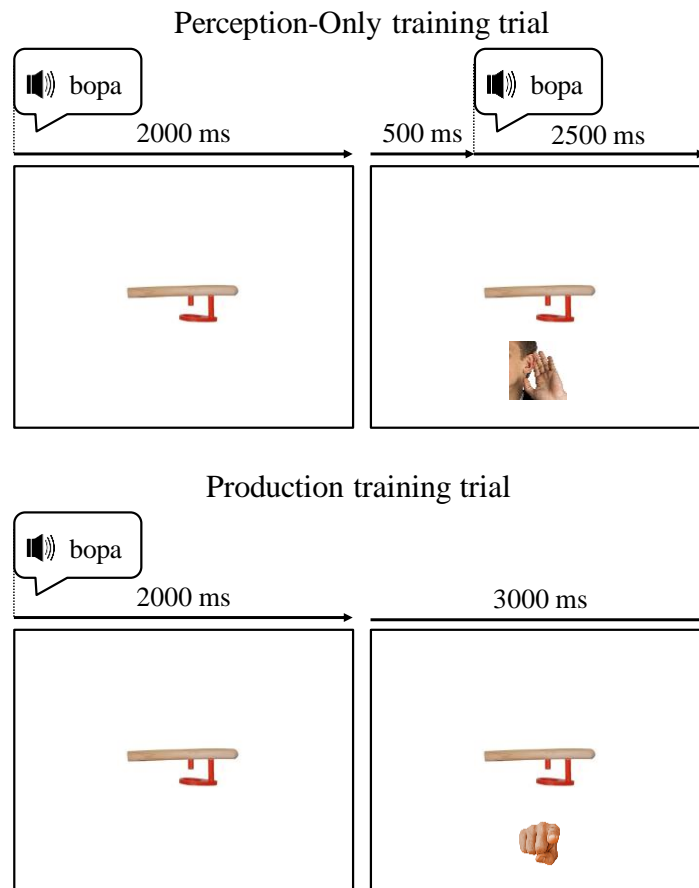 Perception-Only training trial
bopa
bopa
2000 ms
500 ms
2500 ms
Production training trial
bopa
2000 ms
3000 ms